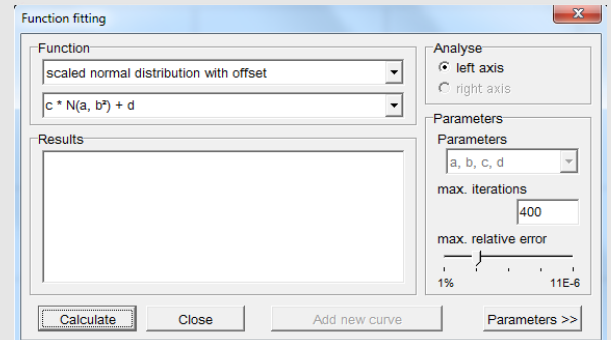 Function fitting
x
Function
scaled normal distribution with offset
c * N(a, b²) + d
Results
Analyse
left axis
right axis
Parameters
Parameters
a, b, c, d
max. iterations
400
max. relative error
1%
11E-6
Calculate
Close
Add new curve
Parameters >>